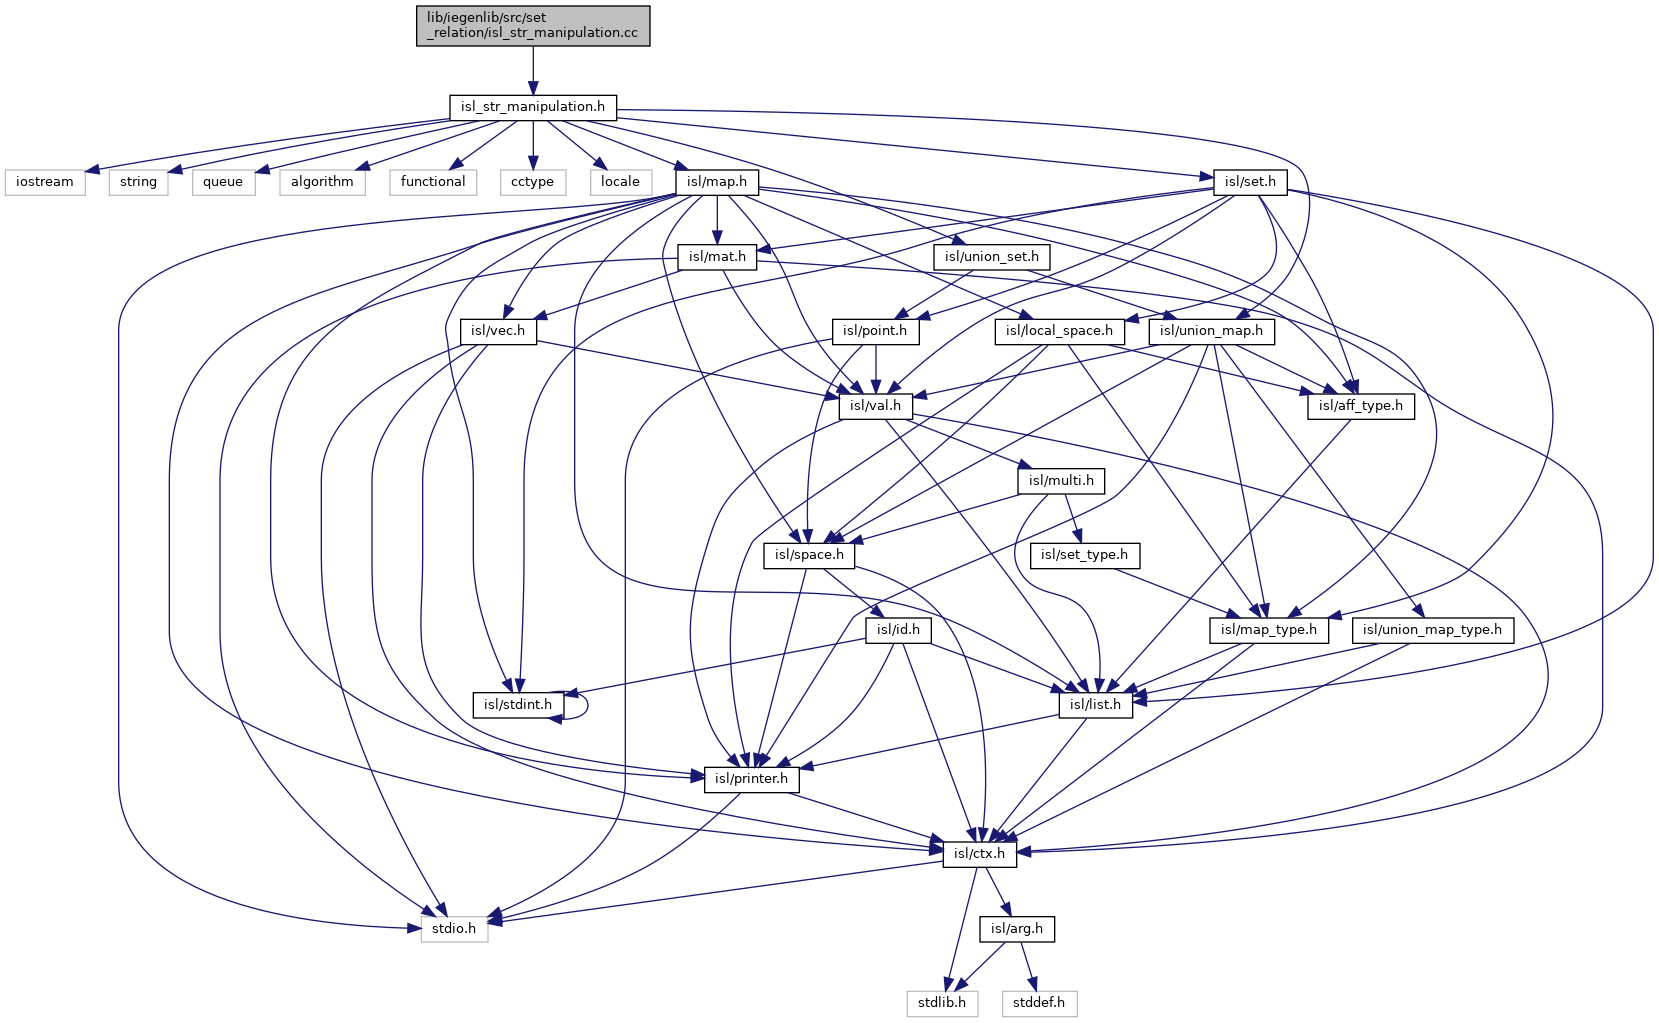 lib/iegenlib/src/set
_relation/isl_str_manipulation.cc
isl_str_manipulation.h
iostream
string
queue
algorithm
functional
cctype
locale
isl/map.h
isl/set.h
isl/mat.h
isl/union_set.h
isl/vec.h
isl/point.h
isl/local_space.h
isl/union_map.h
isl/val.h
isl/aff_type.h
isl/multi.h
isl/space.h
isl/set_type.h
isl/id.h
isl/map_type.h
isl/union_map_type.h
isl/stdint.h
isl/list.h
isl/printer.h
isl/ctx.h
stdio.h
isl/arg.h
stdlib.h
stddef.h